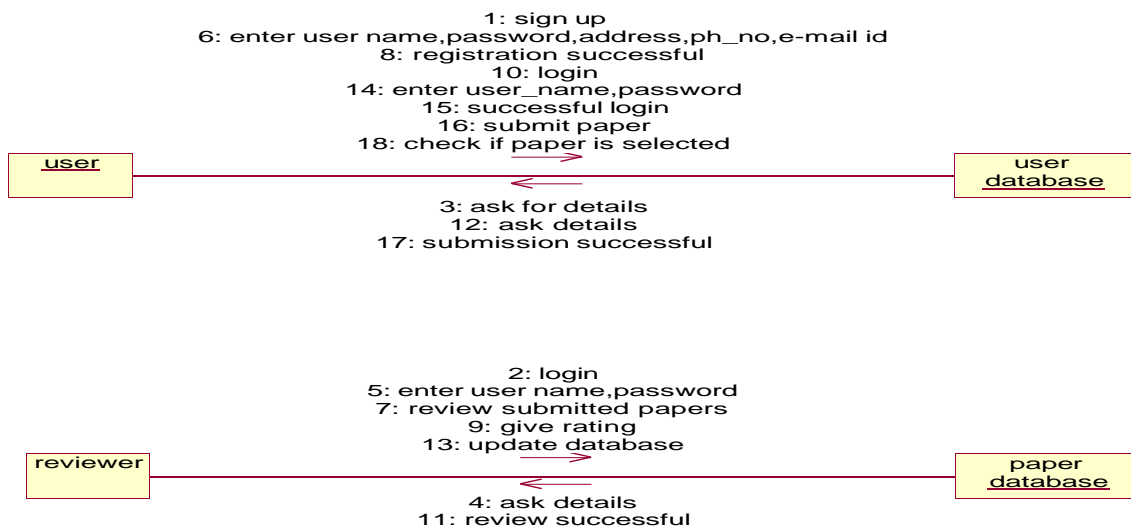 1: sign up
6: enter user name,password,address,ph_no,e-mail id
8: registration successful
10: login
14: enter user_name,password
15: successful login
16: submit paper
18: check if paper is selected
user
user
database
3: ask for details
12: ask details
17: submission successful
2: login
5: enter user name,password
7: review submitted papers
9: give rating
13: update database
reviewer
paper
database
4: ask details
11: review successful